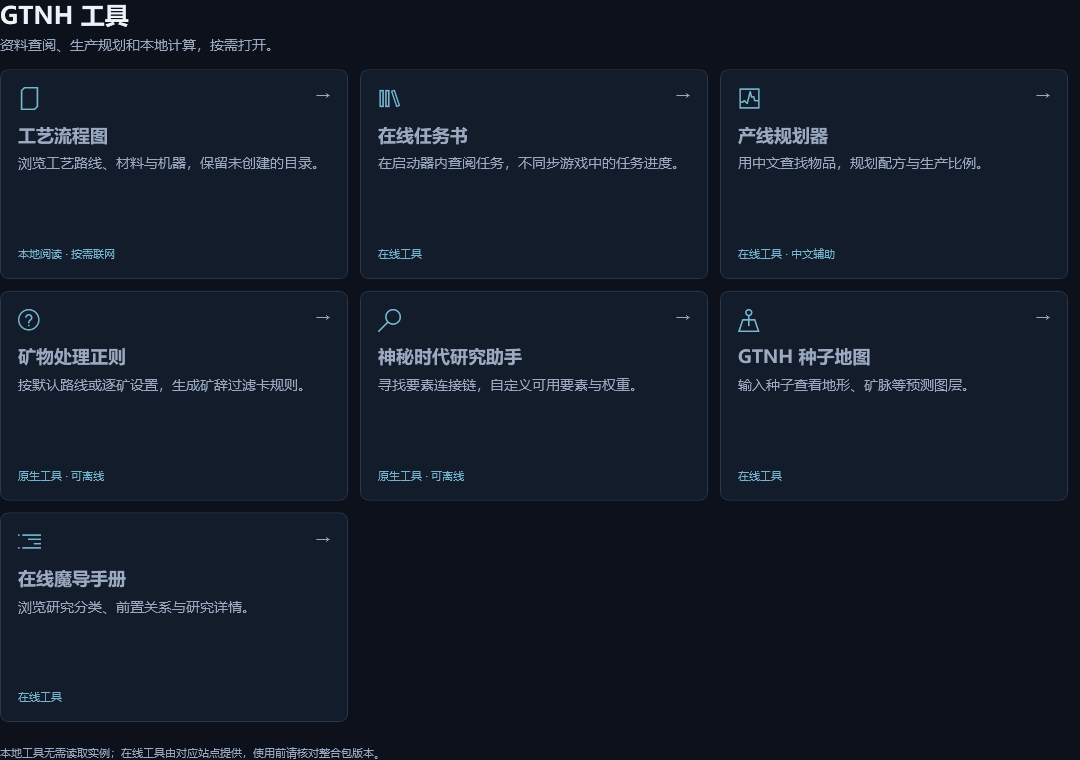 GTNH 工具
资料查阅、生产规划和本地计算，按需打开。
→
工艺流程图
浏览工艺路线、材料与机器，保留未创建的目录。
本地阅读 · 按需联网
→
在线任务书
在启动器内查阅任务，不同步游戏中的任务进度。
在线工具
→
产线规划器
用中文查找物品，规划配方与生产比例。
在线工具 · 中文辅助
?
→
矿物处理正则
按默认路线或逐矿设置，生成矿辞过滤卡规则。
原生工具 · 可离线
→
神秘时代研究助手
寻找要素连接链，自定义可用要素与权重。
原生工具 · 可离线
→
GTNH 种子地图
输入种子查看地形、矿脉等预测图层。
在线工具
→
在线魔导手册
浏览研究分类、前置关系与研究详情。
在线工具
本地工具无需读取实例；在线工具由对应站点提供，使用前请核对整合包版本。